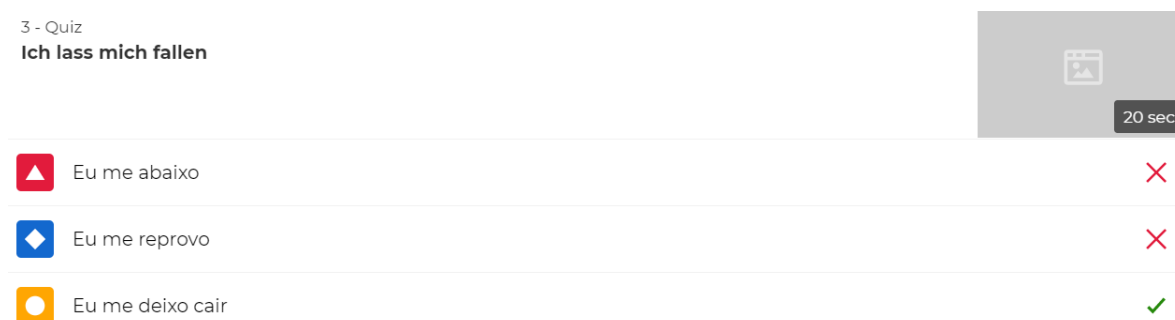 3 - Quiz
Ich lass mich fallen
20 sec
Eu me abaixo
Eu me reprovo
Eu me deixo cair